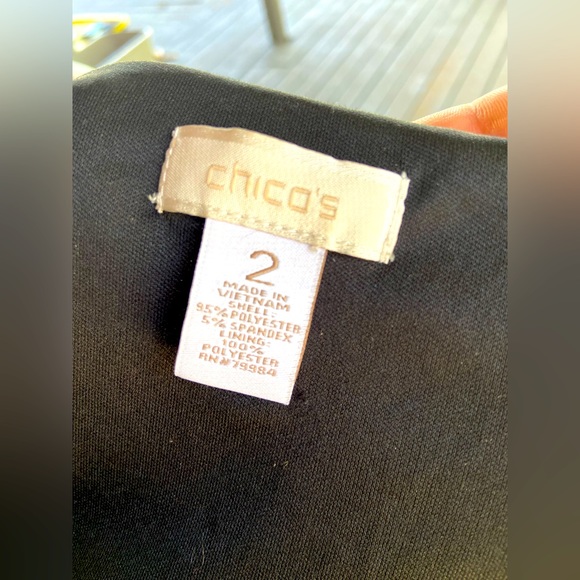 chico's
2
MADE IN
VIETNAM
SHELL:
95% POLYESTER
5% SPANDEX
LINING:
100%
POLYESTER
RN#79984